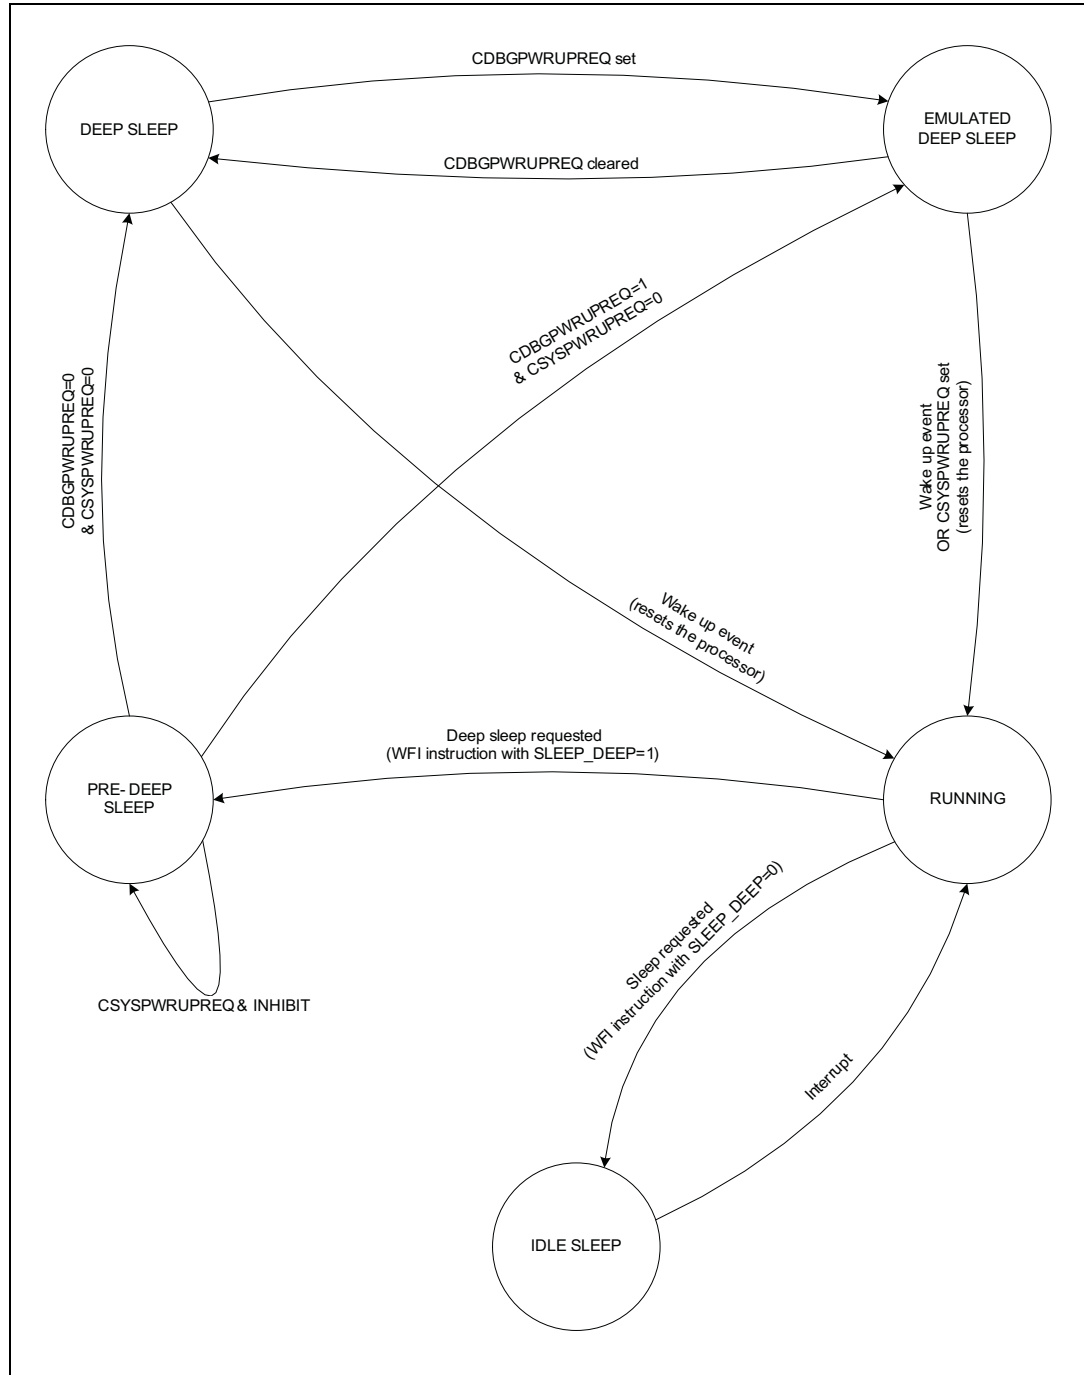 CDBGPWRUPREQ set
DEEP SLEEP
EMULATED
DEEP SLEEP
CDBGPWRUPREQ cleared
CDBGPWRUPREQ=1
& CSYSPWRUPREQ=0
CDBGPWRUPREQ=0
& CSYSPWRUPREQ=0
Wake up event
OR CSYSPWRUPREQ set
(resets the processor)
Wake up event
(resets the processor)
Deep sleep requested
(WFI instruction with SLEEP_DEEP=1)
PRE- DEEP
SLEEP
RUNNING
Sleep requested
(WFI instruction with SLEEP_DEEP=0)
CSYSPWRUPREQ & INHIBIT
Interrupt
IDLE SLEEP